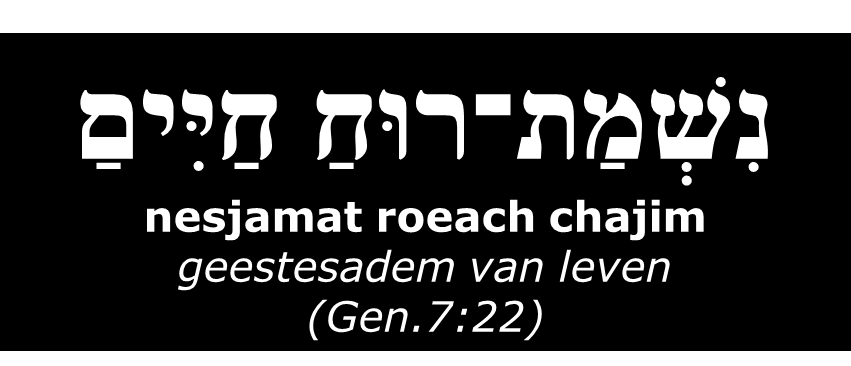 נִשְׁמַת־רוּחַ חַיִּיםַ
nesjamat roeach chajim
geestesadem van leven
(Gen.7:22)